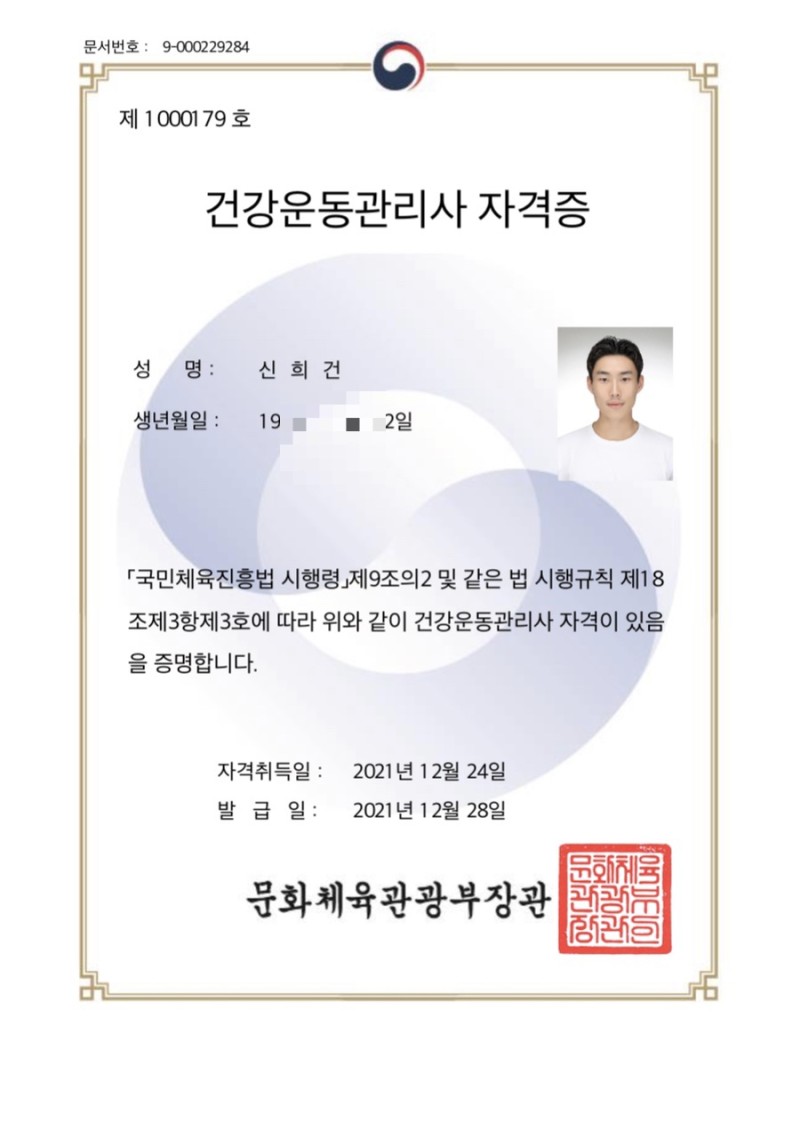 문서번호 : 9-000229284
제 1000179 호
건강운동관리사 자격증
성 명 : 신 희 건
생년월일 : 19 2일
「국민체육진흥법 시행령」제9조의2 및 같은 법 시행규칙 제18
조제3항제3호에 따라 위와 같이 건강운동관리사 자격이 있음
을 증명합니다.
자격취득일 : 2021년 12월 24일
발 급 일 : 2021년 12월 28일
문화체육관광부장관
문화체육
관광부
장관의